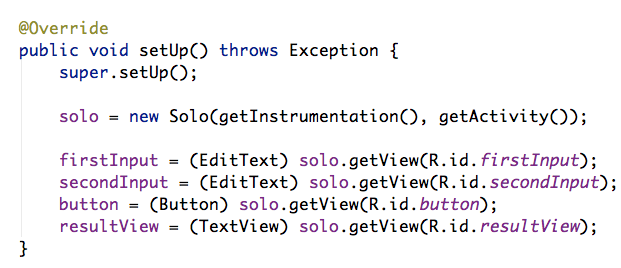 @Override
public void setUp() throws Exception {
    super.setUp();

    solo = new Solo(getInstrumentation(), getActivity());

    firstInput = (EditText) solo.getView(R.id.firstInput);
    secondInput = (EditText) solo.getView(R.id.secondInput);
    button = (Button) solo.getView(R.id.button);
    resultView = (TextView) solo.getView(R.id.resultView);
}